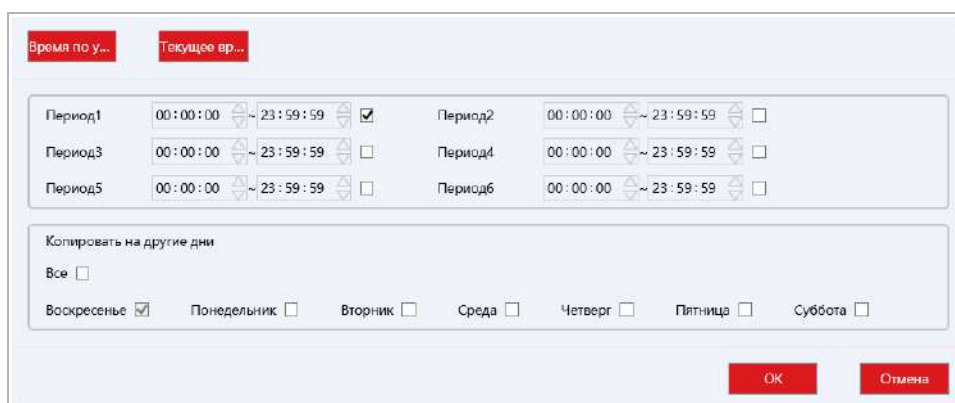 Время по у... Текущее вр...
Период1 00:00:00 ~ 23:59:59 Период2 00:00:00 ~ 23:59:59
Период3 00:00:00 ~ 23:59:59 Период4 00:00:00 ~ 23:59:59
Период5 00:00:00 ~ 23:59:59 Период6 00:00:00 ~ 23:59:59
Копировать на другие дни
Все
Воскресенье Понедельник Вторник Среда Четверг Пятница Суббота
OK Отмена